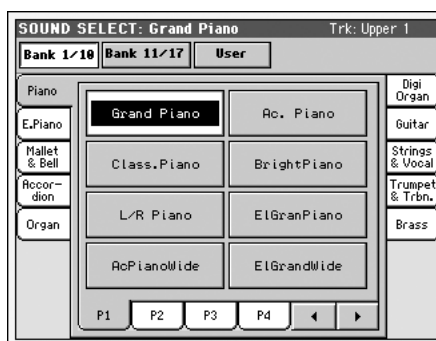 SOUND SELECT: Grand Piano Trk: Upper 1
Bank 1/10 Bank 11/17 User
Piano
E.Piano
Mallet
& Bell
Accor-
dion
Organ
Grand Piano Ac. Piano
Class.Piano BrightPiano
L/R Piano ElGranPiano
AcPianoWide ElGrandWide
Digi
Organ
Guitar
Strings
& Vocal
Trumpet
& Trbn.
Brass
P1 P2 P3 P4